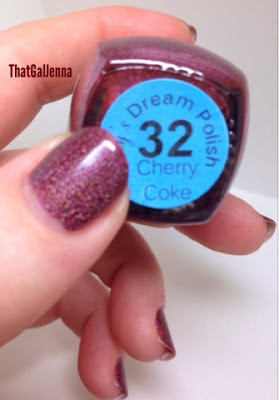 ThatGalJenna
Dream Polish
32
Cherry
Coke